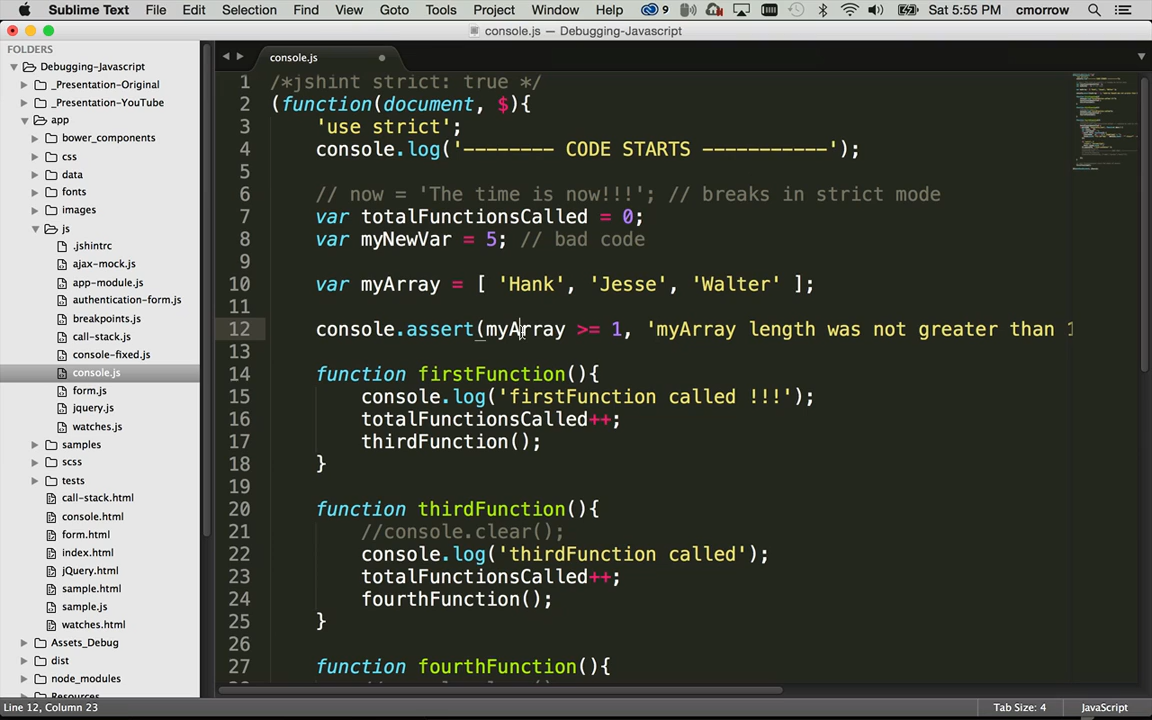 Sublime Text File Edit Selection Find View Goto Tools Project Window Help 9 Sat 5:55 PM cmorrow
console.js — Debugging-Javascript
FOLDERS
Debugging-Javascript
_Presentation-Original
_Presentation-YouTube
app
bower_components
css
data
fonts
images
js
.jshintrc
ajax-mock.js
app-module.js
authentication-form.js
breakpoints.js
call-stack.js
console-fixed.js
console.js
form.js
jquery.js
watches.js
samples
scss
tests
call-stack.html
console.html
form.html
index.html
jQuery.html
sample.html
sample.js
watches.html
Assets_Debug
dist
node_modules
Resources
console.js
1 /*jshint strict: true */
2 (function(document, $){
3 'use strict';
4 console.log('-------- CODE STARTS -----------');
5
6 // now = 'The time is now!!!'; // breaks in strict mode
7 var totalFunctionsCalled = 0;
8 var myNewVar = 5; // bad code
9
10 var myArray = [ 'Hank', 'Jesse', 'Walter' ];
11
12 console.assert(myArray >= 1, 'myArray length was not greater than 1
13
14 function firstFunction(){
15 console.log('firstFunction called !!!');
16 totalFunctionsCalled++;
17 thirdFunction();
18 }
19
20 function thirdFunction(){
21 //console.clear();
22 console.log('thirdFunction called');
23 totalFunctionsCalled++;
24 fourthFunction();
25 }
26
27 function fourthFunction(){
Line 12, Column 23 Tab Size: 4 JavaScript